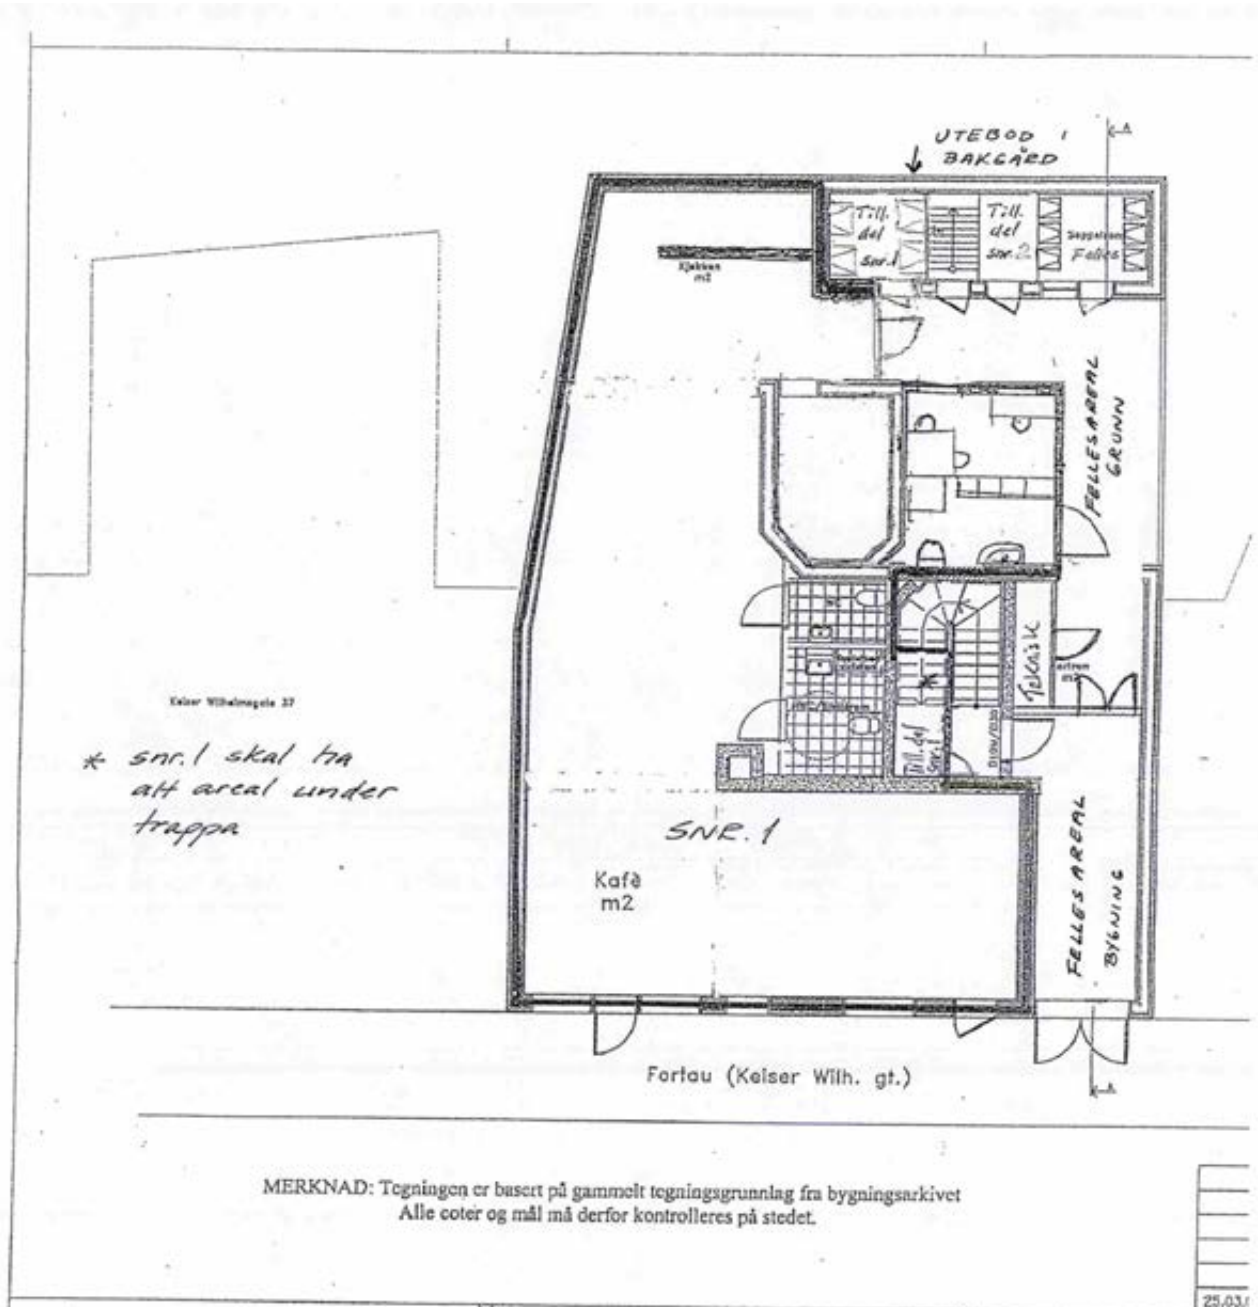 UTEBOD I
BAKGÅRD
A
Till.
del
snr.1
Till.
del
snr.2
Felles
Kjøkken
m2
FELLESAREAL
GRUNN
Teknisk
m2
Till. del
snr.1
Keiser Wilhelmsgate 37
* snr.1 skal ha
alt areal under
trappa
SNR. 1
Kafè
m2
FELLESAREAL
BYGNING
Fortau (Keiser Wilh. gt.)
A
MERKNAD: Tegningen er basert på gammelt tegningsgrunnlag fra bygningsarkivet
Alle coter og mål må derfor kontrolleres på stedet.
25.03.